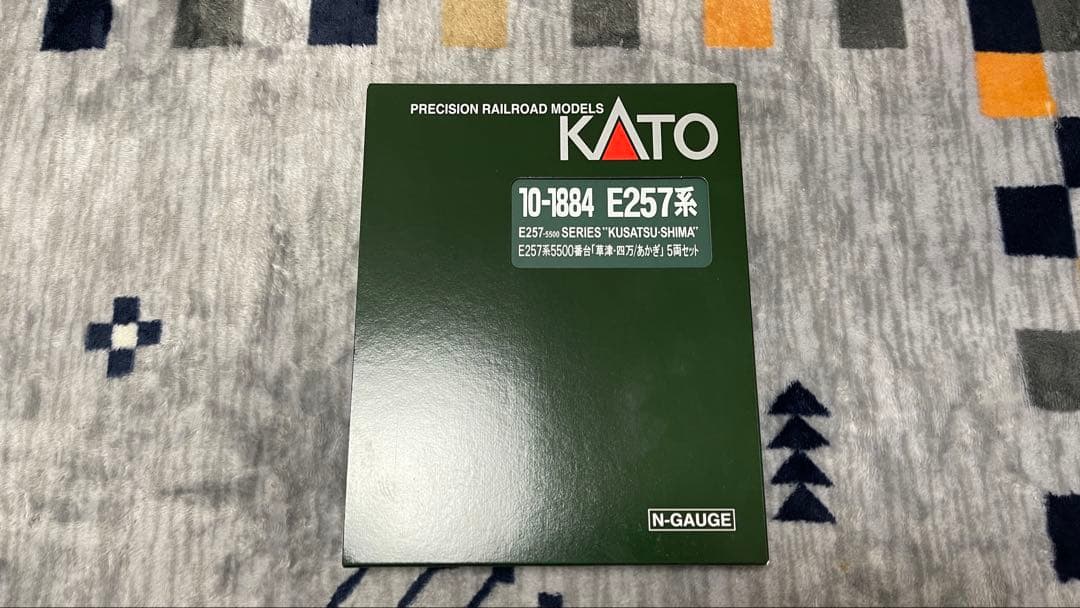 PRECISION RAILROAD MODELS
KATO
10-1884 E257系
E257-5500 SERIES "KUSATSU·SHIMA"
E257系5500番台「草津・四万/あかぎ」5両セット
N-GAUGE